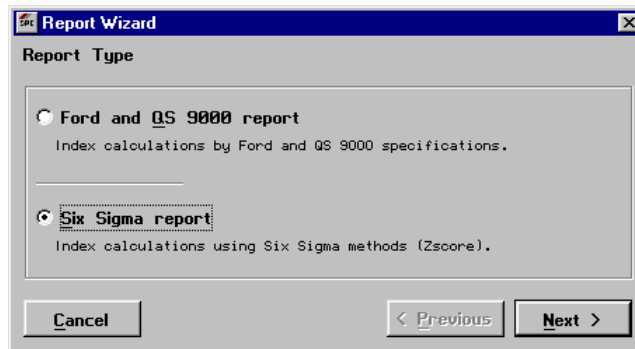 SPC Report Wizard
Report Type
Ford and QS 9000 report
Index calculations by Ford and QS 9000 specifications.
Six Sigma report
Index calculations using Six Sigma methods (Zscore).
Cancel < Previous Next >